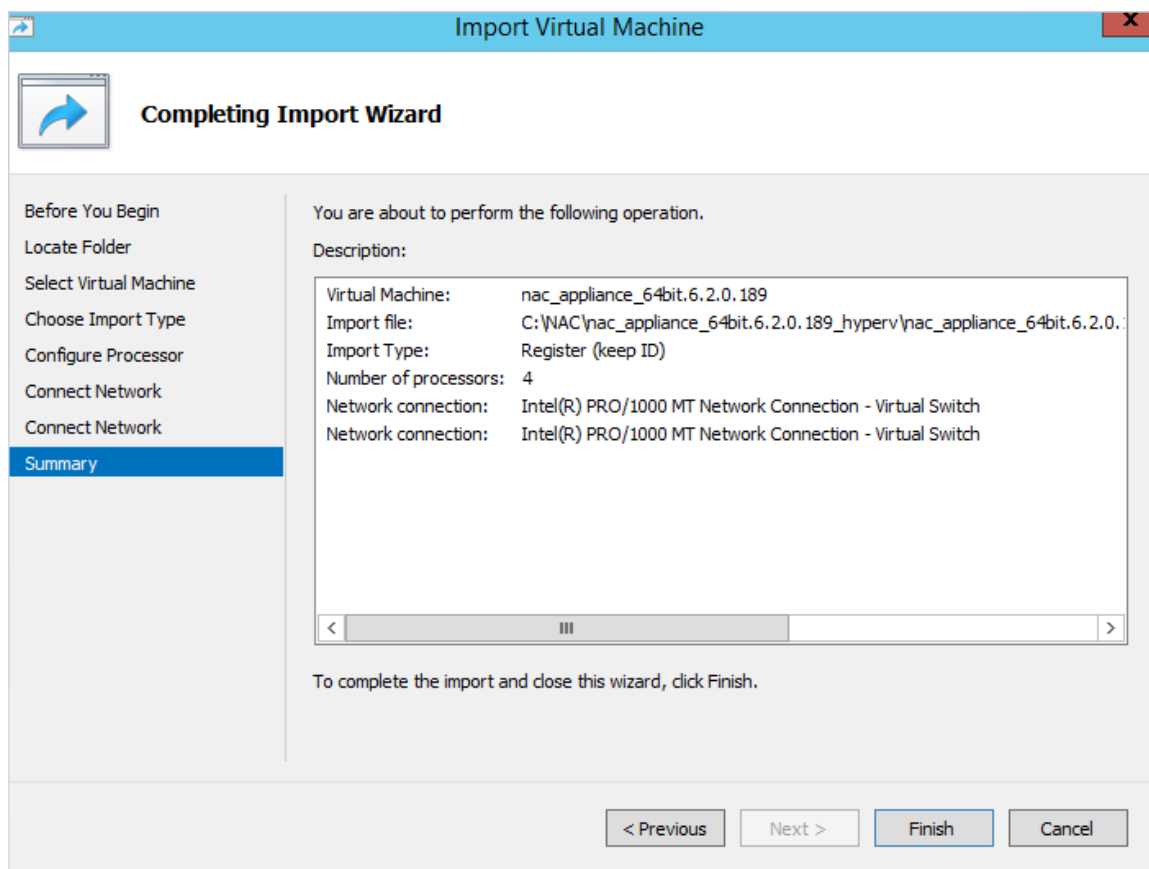 Import Virtual Machine
X
Completing Import Wizard
Before You Begin
Locate Folder
Select Virtual Machine
Choose Import Type
Configure Processor
Connect Network
Connect Network
Summary
You are about to perform the following operation.
Description:
Virtual Machine: nac_appliance_64bit.6.2.0.189
Import file: C:\NAC\nac_appliance_64bit.6.2.0.189_hyperv\nac_appliance_64bit.6.2.0.
Import Type: Register (keep ID)
Number of processors: 4
Network connection: Intel(R) PRO/1000 MT Network Connection - Virtual Switch
Network connection: Intel(R) PRO/1000 MT Network Connection - Virtual Switch
To complete the import and close this wizard, click Finish.
< Previous
Next >
Finish
Cancel